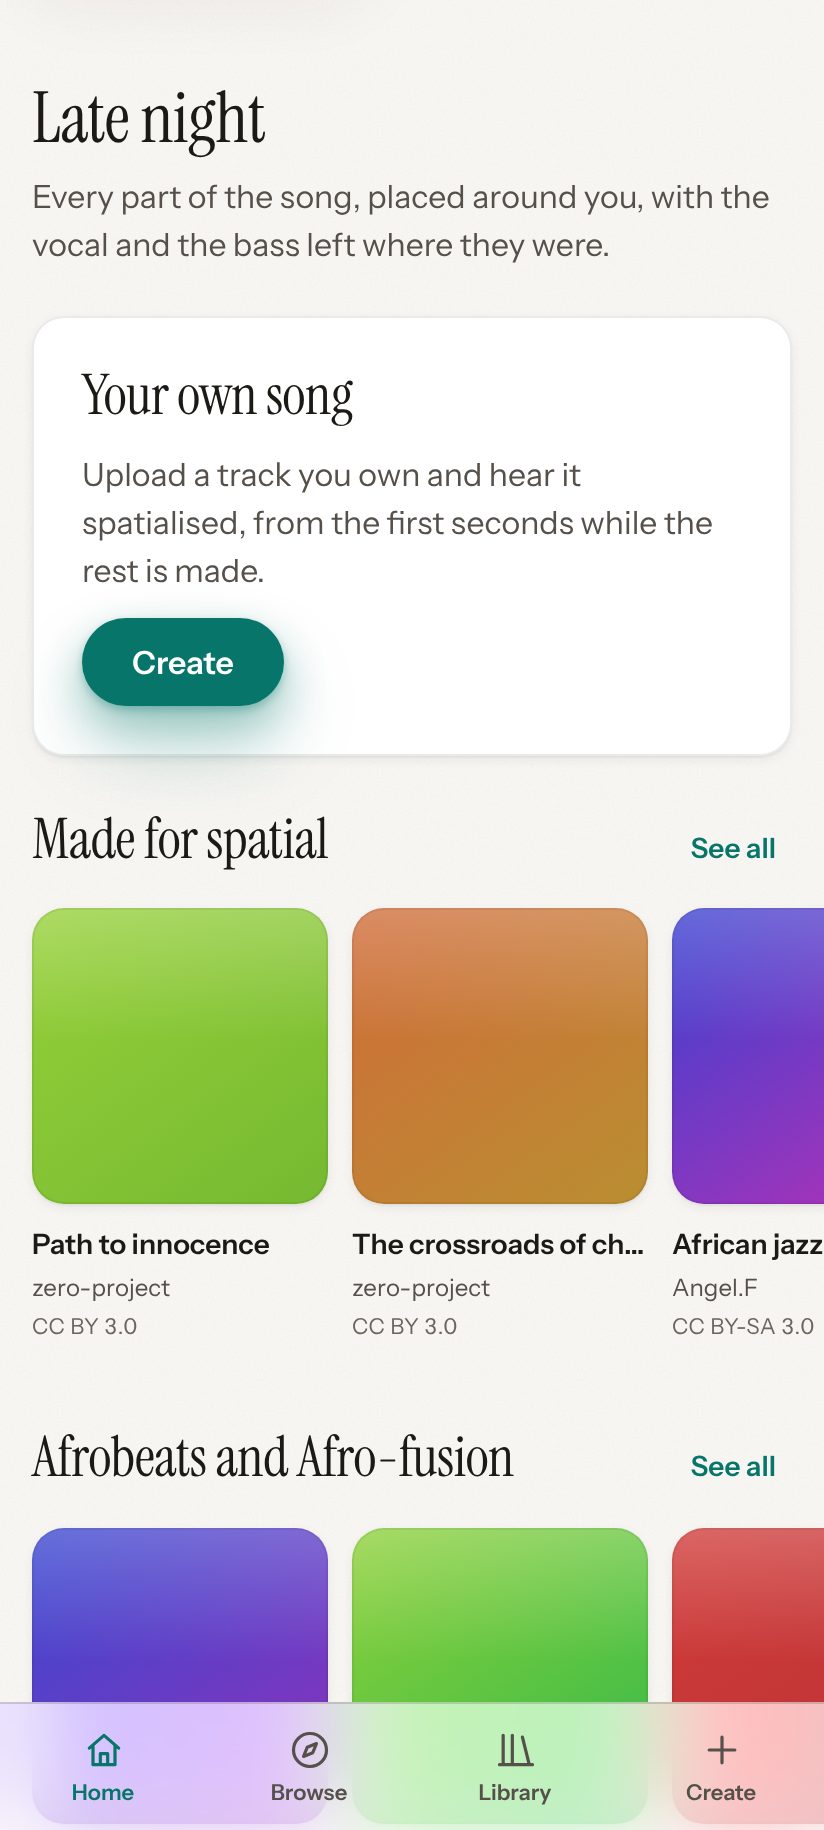 Late night
Every part of the song, placed around you, with the
vocal and the bass left where they were.
Your own song
Upload a track you own and hear it
spatialised, from the first seconds while the
rest is made.
Create
Made for spatial
See all
Path to innocence
The crossroads of ch...
African jazz
zero-project
zero-project
Angel.F
CC BY 3.0
CC BY 3.0
CC BY-SA 3.0
Afrobeats and Afro-fusion
See all
Home
Browse
Library
Create